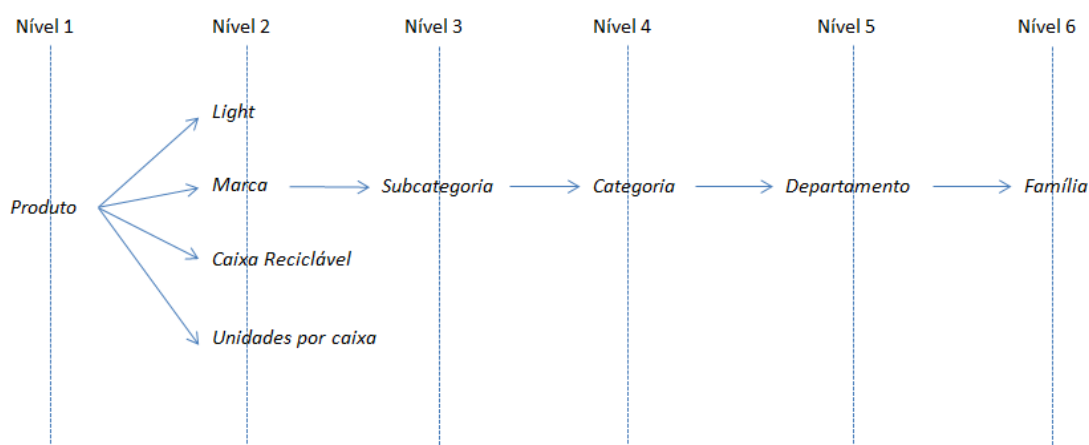 Nível 1
Nível 2
Nível 3
Nível 4
Nível 5
Nível 6
Light
Marca
Subcategoria
Categoria
Departamento
Família
Produto
Caixa Reciclável
Unidades por caixa